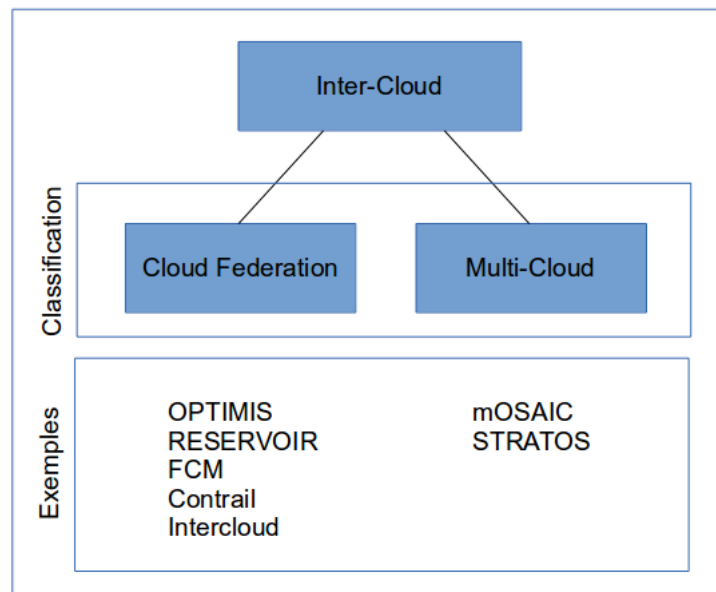 Inter-Cloud
Classification
Cloud Federation
Multi-Cloud
Exemples
OPTIMIS
RESERVOIR
FCM
Contrail
Intercloud
mOSAIC
STRATOS